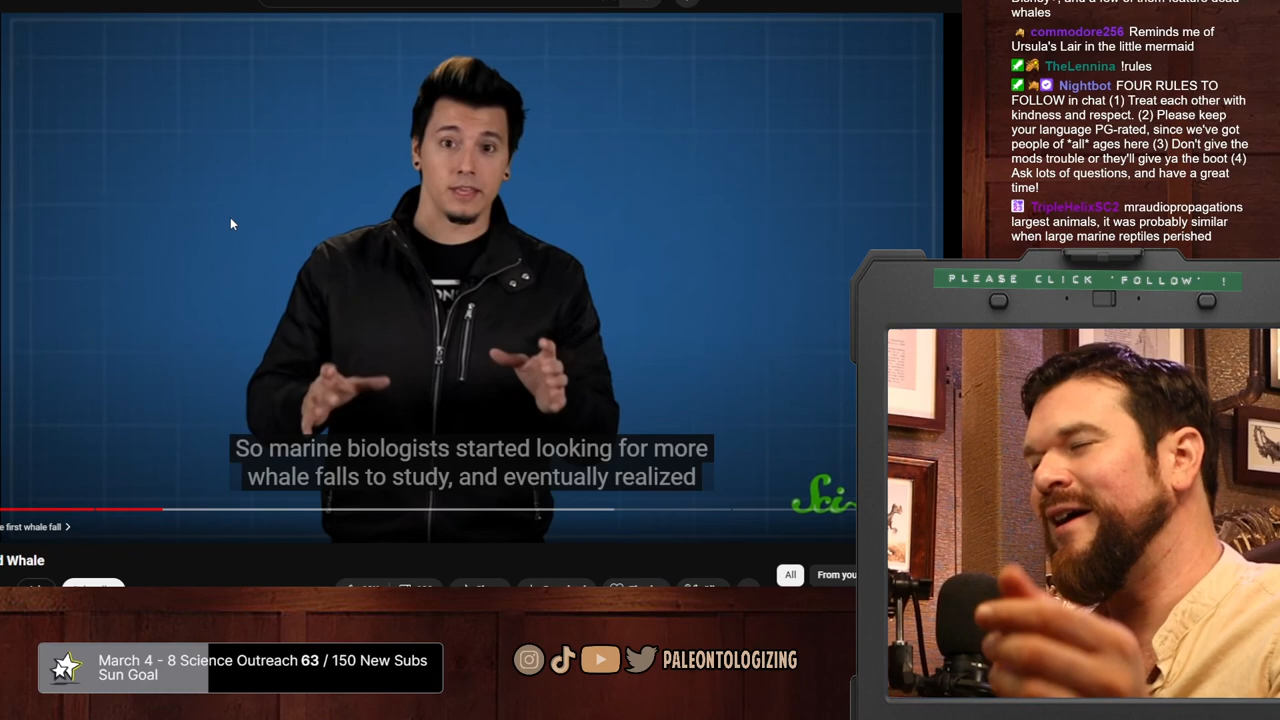 whales
commodore256 Reminds me of
Ursula's Lair in the little mermaid
TheLennina !rules
Nightbot FOUR RULES TO
FOLLOW in chat (1) Treat each other with
kindness and respect. (2) Please keep
your language PG-rated, since we've got
people of *all* ages here (3) Don't give the
mods trouble or they'll give ya the boot (4)
Ask lots of questions, and have a great
time!
TripleHelixSC2 mraudiopropagations
largest animals, it was probably similar
when large marine reptiles perished
PLEASE CLICK 'FOLLOW' !
So marine biologists started looking for more
whale falls to study, and eventually realized
Sci
e first whale fall
d Whale
All
From you
March 4 - 8 Science Outreach 63 / 150 New Subs
Sun Goal
PALEONTOLOGIZING